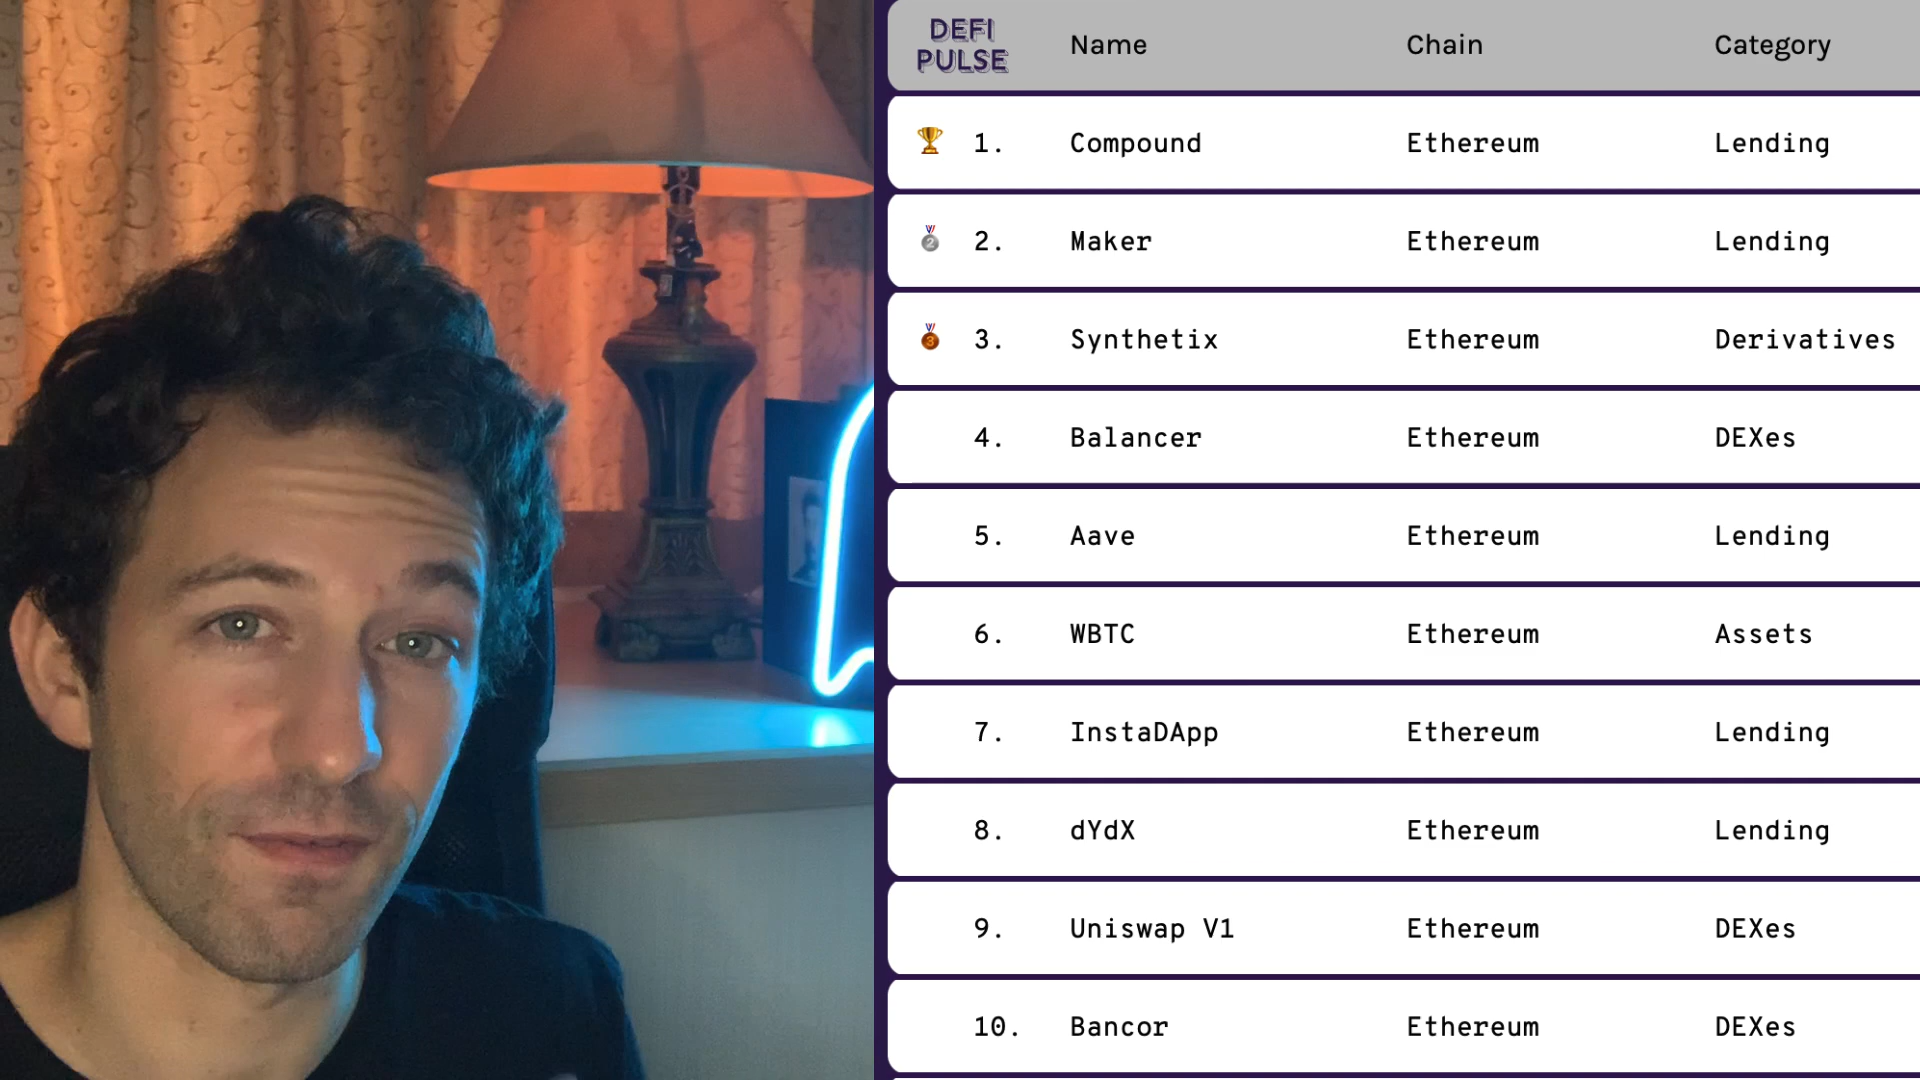 DEFI PULSE Name Chain Category
1. Compound Ethereum Lending
2. Maker Ethereum Lending
3. Synthetix Ethereum Derivatives
4. Balancer Ethereum DEXes
5. Aave Ethereum Lending
6. WBTC Ethereum Assets
7. InstaDApp Ethereum Lending
8. dYdX Ethereum Lending
9. Uniswap V1 Ethereum DEXes
10. Bancor Ethereum DEXes